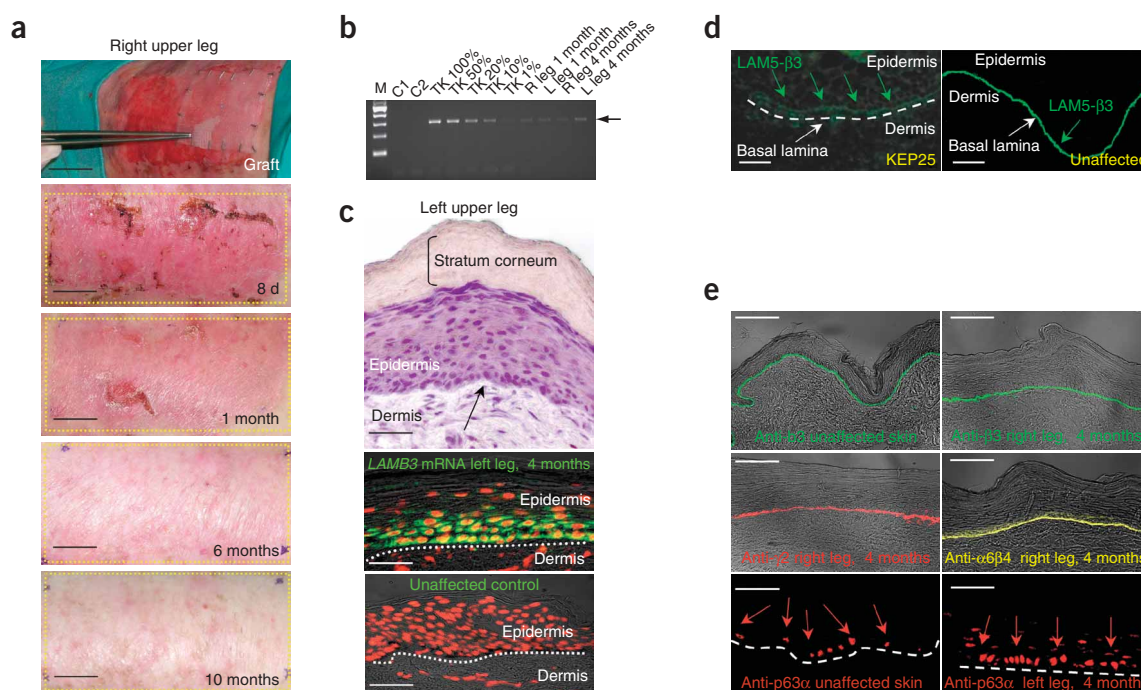 a
Right upper leg
Graft
8 d
1 month
6 months
10 months
b
M
C1
C2
TK 100%
TK 50%
TK 20%
TK 10%
TK 1%
R leg 1 month
L leg 1 month
R leg 4 months
L leg 4 months
c
Left upper leg
Stratum corneum
Epidermis
Dermis
LAMB3 mRNA left leg, 4 months
Epidermis
Dermis
Unaffected control
Epidermis
Dermis
d
LAM5-β3
Epidermis
Dermis
Basal lamina
KEP25
Epidermis
Dermis
LAM5-β3
Basal lamina
Unaffected
e
Anti-β3 unaffected skin
Anti-β3 right leg, 4 months
Anti-γ2 right leg, 4 months
Anti-α6β4 right leg, 4 months
Anti-p63α unaffected skin
Anti-p63α left leg, 4 month